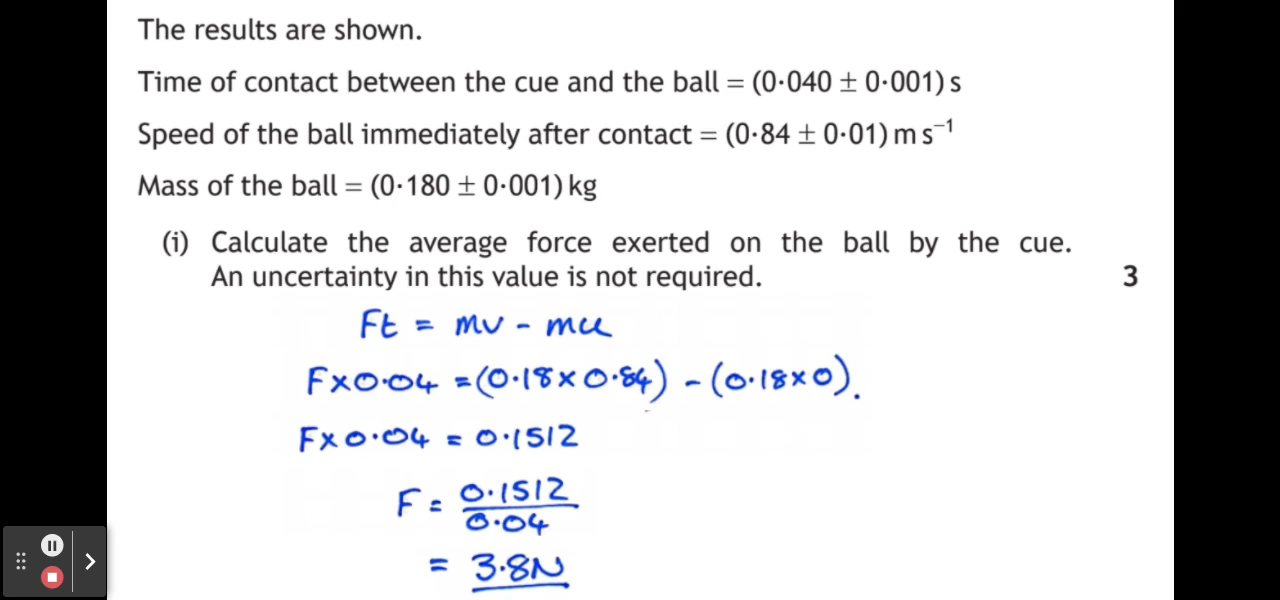 The results are shown.
Time of contact between the cue and the ball = (0·040 ± 0·001) s
Speed of the ball immediately after contact = (0·84 ± 0·01) m s⁻¹
Mass of the ball = (0·180 ± 0·001) kg
(i) Calculate the average force exerted on the ball by the cue.
An uncertainty in this value is not required. 3
Ft = mv - mu
F×0·04 = (0·18×0·84) - (0·18×0).
F×0·04 = 0·1512
F = 0·1512
0·04
= 3·8N